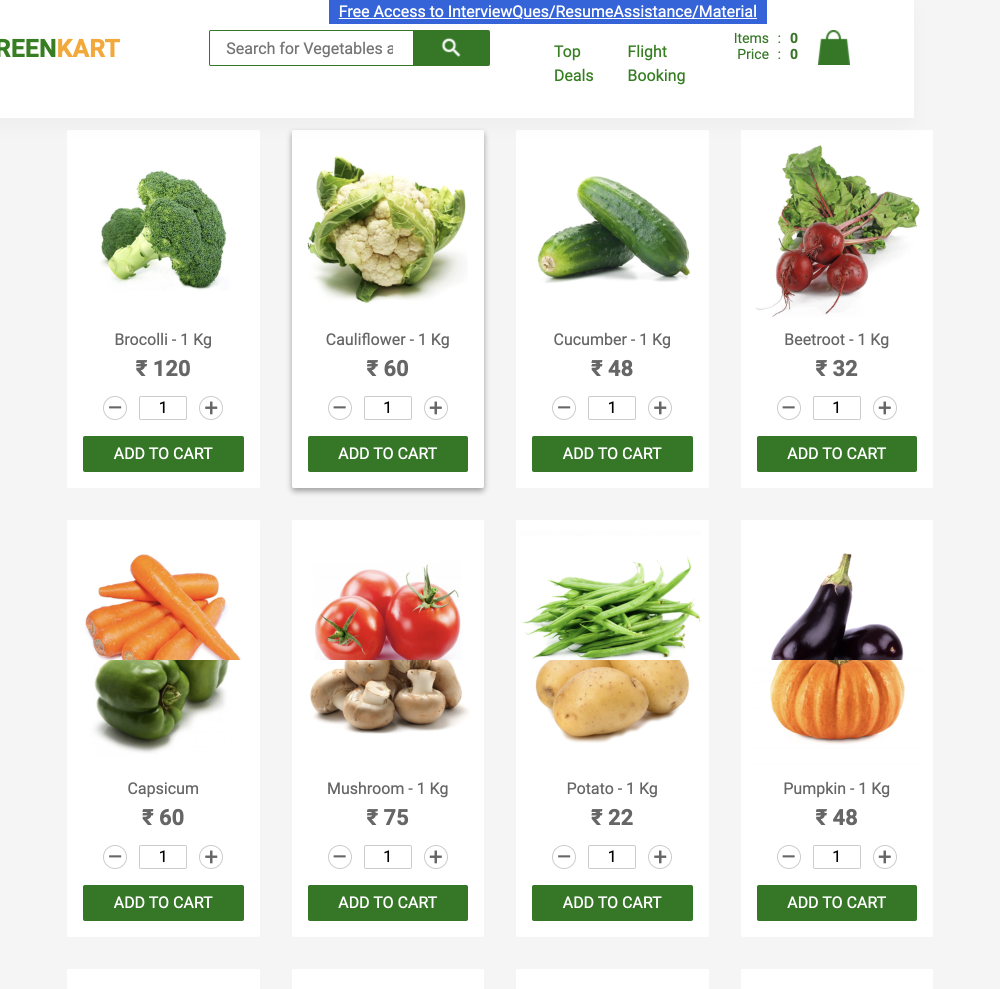 Free Access to InterviewQues/ResumeAssistance/Material
REENKART
Search for Vegetables a
Top Deals
Flight Booking
Items : 0
Price : 0
Brocolli - 1 Kg
₹ 120
1
ADD TO CART
Cauliflower - 1 Kg
₹ 60
1
ADD TO CART
Cucumber - 1 Kg
₹ 48
1
ADD TO CART
Beetroot - 1 Kg
₹ 32
1
ADD TO CART
Capsicum
₹ 60
1
ADD TO CART
Mushroom - 1 Kg
₹ 75
1
ADD TO CART
Potato - 1 Kg
₹ 22
1
ADD TO CART
Pumpkin - 1 Kg
₹ 48
1
ADD TO CART